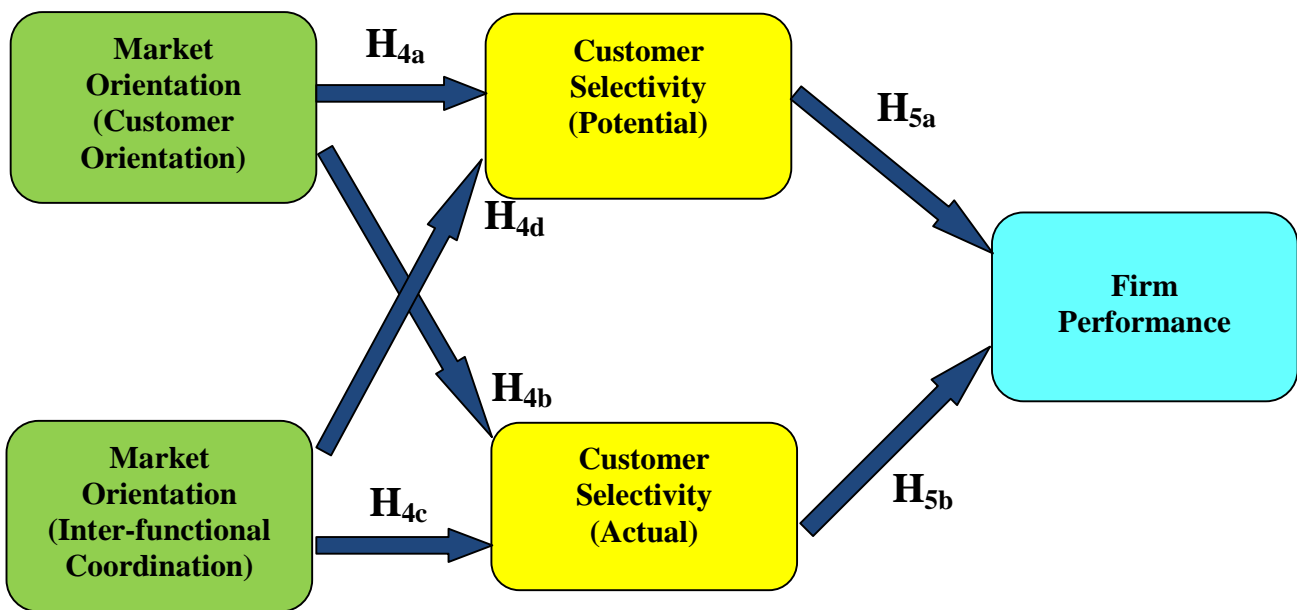 Market
Orientation
(Customer
Orientation)
H4a
Customer
Selectivity
(Potential)
H5a
H4d
Firm
Performance
H4b
Market
Orientation
(Inter-functional
Coordination)
H4c
Customer
Selectivity
(Actual)
H5b